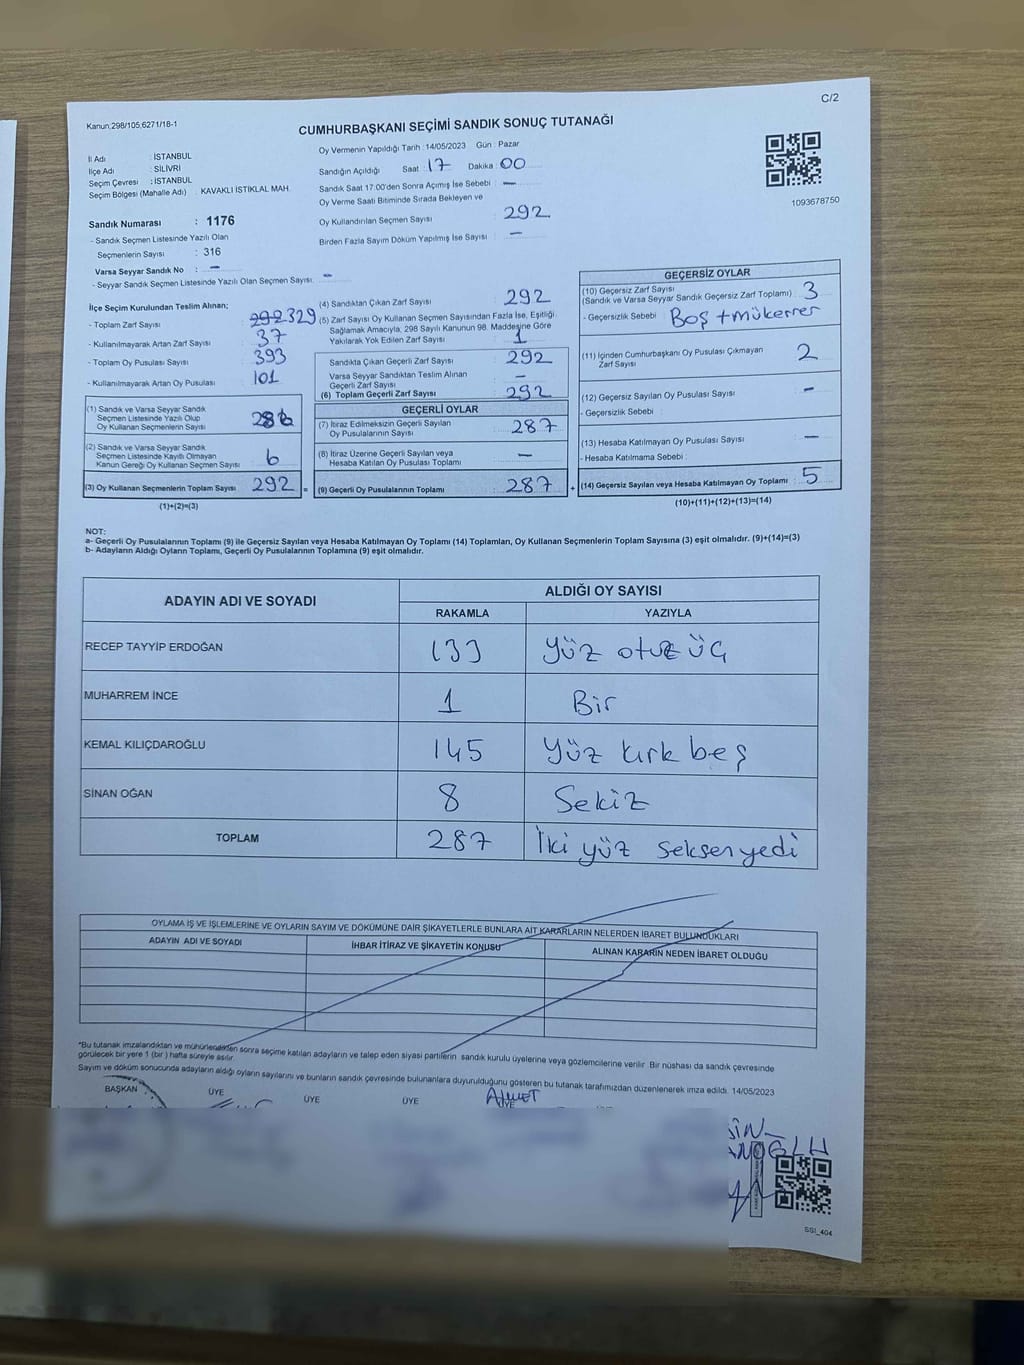 C/2
Kanun:298/105,6271/18-1
CUMHURBAŞKANI SEÇİMİ SANDIK SONUÇ TUTANAĞI
1093678750
İl Adı : İSTANBUL
İlçe Adı : SİLİVRİ
Seçim Çevresi : İSTANBUL
Seçim Bölgesi (Mahalle Adı) : KAVAKLI İSTİKLAL MAH.
Sandık Numarası : 1176
- Sandık Seçmen Listesinde Yazılı Olan
Seçmenlerin Sayısı : 316
Varsa Seyyar Sandık No : -
- Seyyar Sandık Seçmen Listesinde Yazılı Olan Seçmen Sayısı: -
Oy Vermenin Yapıldığı Tarih : 14/05/2023 Gün : Pazar
Sandığın Açıldığı Saat : 17 Dakika : 00
Sandık Saat 17:00'den Sonra Açımış İse Sebebi : -
Oy Verme Saati Bitiminde Sırada Bekleyen ve
Oy Kullandırılan Seçmen Sayısı : 292
Birden Fazla Sayım Döküm Yapılmış İse Sayısı : -
İlçe Seçim Kurulundan Teslim Alınan;
- Toplam Zarf Sayısı : 292 329
- Kullanılmayarak Artan Zarf Sayısı : 37
- Toplam Oy Pusulası Sayısı : 393
- Kullanılmayarak Artan Oy Pusulası : 101
(1) Sandık ve Varsa Seyyar Sandık
Seçmen Listesinde Yazılı Olup
Oy Kullanan Seçmenlerin Sayısı : 286
(2) Sandık ve Varsa Seyyar Sandık
Seçmen Listesinde Kayıtlı Olmayan
Kanun Gereği Oy Kullanan Seçmen Sayısı : 6
(3) Oy Kullanan Seçmenlerin Toplam Sayısı : 292 =
(1)+(2)=(3)
(4) Sandıktan Çıkan Zarf Sayısı : 292
(5) Zarf Sayısı Oy Kullanan Seçmen Sayısından Fazla İse, Eşitliği
Sağlamak Amacıyla, 298 Sayılı Kanunun 98. Maddesine Göre
Yakılarak Yok Edilen Zarf Sayısı : 1
Sandıkta Çıkan Geçerli Zarf Sayısı : 292
Varsa Seyyar Sandıktan Teslim Alınan
Geçerli Zarf Sayısı : -
(6) Toplam Geçerli Zarf Sayısı : 292
GEÇERLİ OYLAR
(7) İtiraz Edilmeksizin Geçerli Sayılan
Oy Pusulalarının Sayısı : 287
(8) İtiraz Üzerine Geçerli Sayılan veya
Hesaba Katılan Oy Pusulası Toplamı : -
(9) Geçerli Oy Pusulalarının Toplamı : 287 +
GEÇERSİZ OYLAR
(10) Geçersiz Zarf Sayısı
(Sandık ve Varsa Seyyar Sandık Geçersiz Zarf Toplamı) : 3
- Geçersizlik Sebebi : Boş + mükerrer
(11) İçinden Cumhurbaşkanı Oy Pusulası Çıkmayan
Zarf Sayısı : 2
(12) Geçersiz Sayılan Oy Pusulası Sayısı : -
- Geçersizlik Sebebi :
(13) Hesaba Katılmayan Oy Pusulası Sayısı : -
- Hesaba Katılmama Sebebi :
(14) Geçersiz Sayılan veya Hesaba Katılmayan Oy Toplamı : 5
(10)+(11)+(12)+(13)=(14)
NOT:
a- Geçerli Oy Pusulalarının Toplamı (9) ile Geçersiz Sayılan veya Hesaba Katılmayan Oy Toplamı (14) Toplamları, Oy Kullanan Seçmenlerin Toplam Sayısına (3) eşit olmalıdır. (9)+(14)=(3)
b- Adayların Aldığı Oyların Toplamı, Geçerli Oy Pusulalarının Toplamına (9) eşit olmalıdır.
ADAYIN ADI VE SOYADI ALDIĞI OY SAYISI
RAKAMLA YAZIYLA
RECEP TAYYİP ERDOĞAN 133 yüz otuz üç
MUHARREM İNCE 1 Bir
KEMAL KILIÇDAROĞLU 145 yüz kırk beş
SİNAN OĞAN 8 Sekiz
TOPLAM 287 İki yüz seksen yedi
OYLAMA İŞ VE İŞLEMLERİNE VE OYLARIN SAYIM VE DÖKÜMÜNE DAİR ŞİKAYETLERLE BUNLARA AİT KARARLARIN NELERDEN İBARET BULUNDUKLARI
ADAYIN ADI VE SOYADI İHBAR İTİRAZ VE ŞİKAYETİN KONUSU ALINAN KARARIN NEDEN İBARET OLDUĞU
*Bu tutanak imzalandıktan ve mühürlendikten sonra seçime katılan adayların ve talep eden siyasi partilerin sandık kurulu üyelerine veya gözlemcilerine verilir. Bir nüshası da sandık çevresinde
görülecek bir yere 1 (bir) hafta süreyle asılır.
Sayım ve döküm sonucunda adayların aldığı oyların sayılarını ve bunların sandık çevresinde bulunanlara duyurulduğunu gösteren bu tutanak tarafımızdan düzenlenerek imza edildi. 14/05/2023
BAŞKAN ÜYE ÜYE ÜYE ÜYE
AHMET
SSI_404